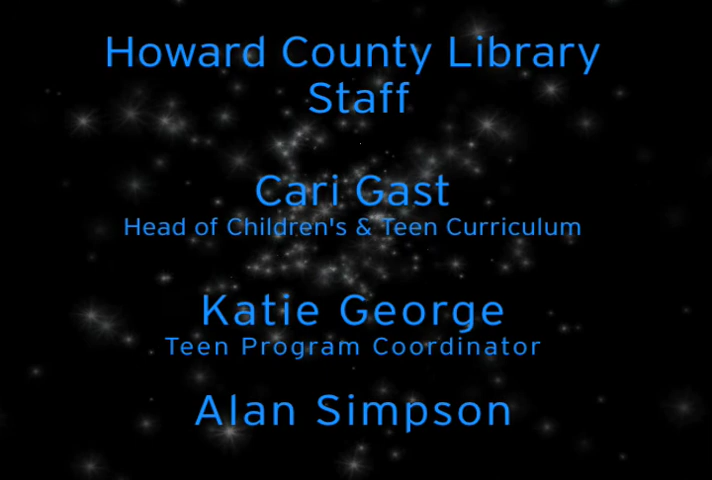 Howard County Library
Staff
Cari Gast
Head of Children's & Teen Curriculum
Katie George
Teen Program Coordinator
Alan Simpson